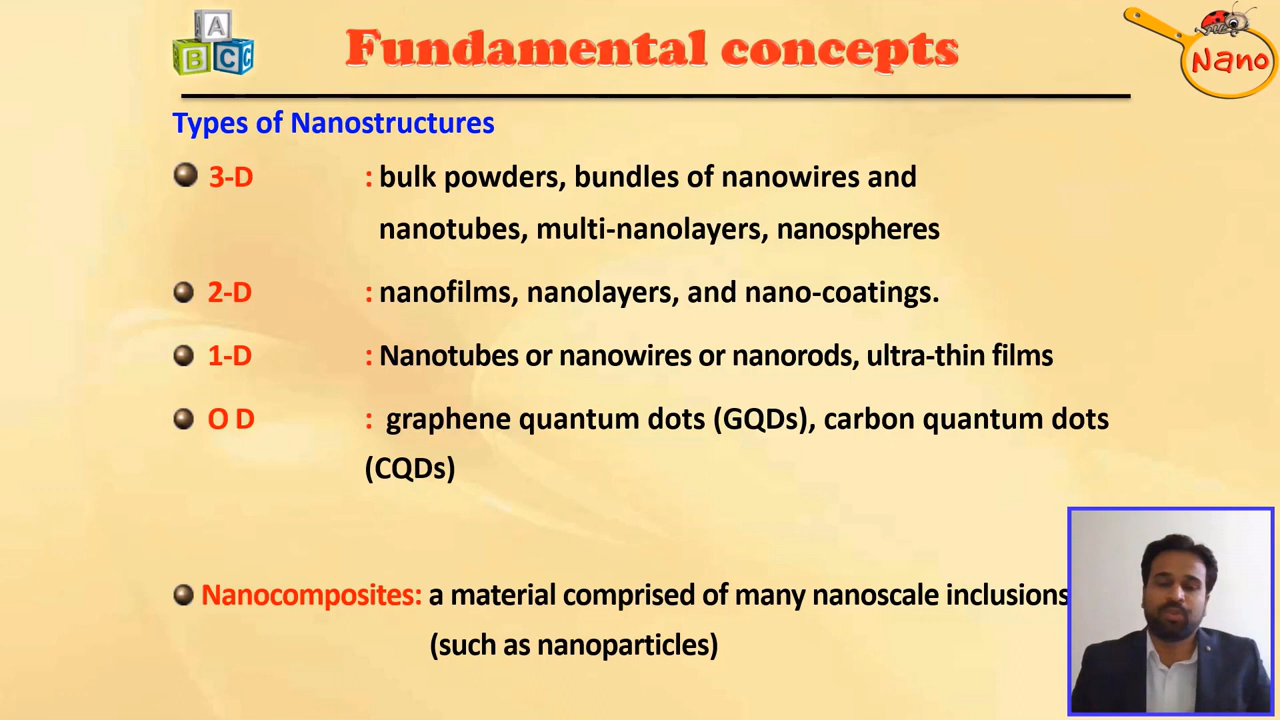 A
B C C
Fundamental concepts
Nano
Types of Nanostructures
3-D : bulk powders, bundles of nanowires and
nanotubes, multi-nanolayers, nanospheres
2-D : nanofilms, nanolayers, and nano-coatings.
1-D : Nanotubes or nanowires or nanorods, ultra-thin films
O D : graphene quantum dots (GQDs), carbon quantum dots
(CQDs)
Nanocomposites: a material comprised of many nanoscale inclusions
(such as nanoparticles)